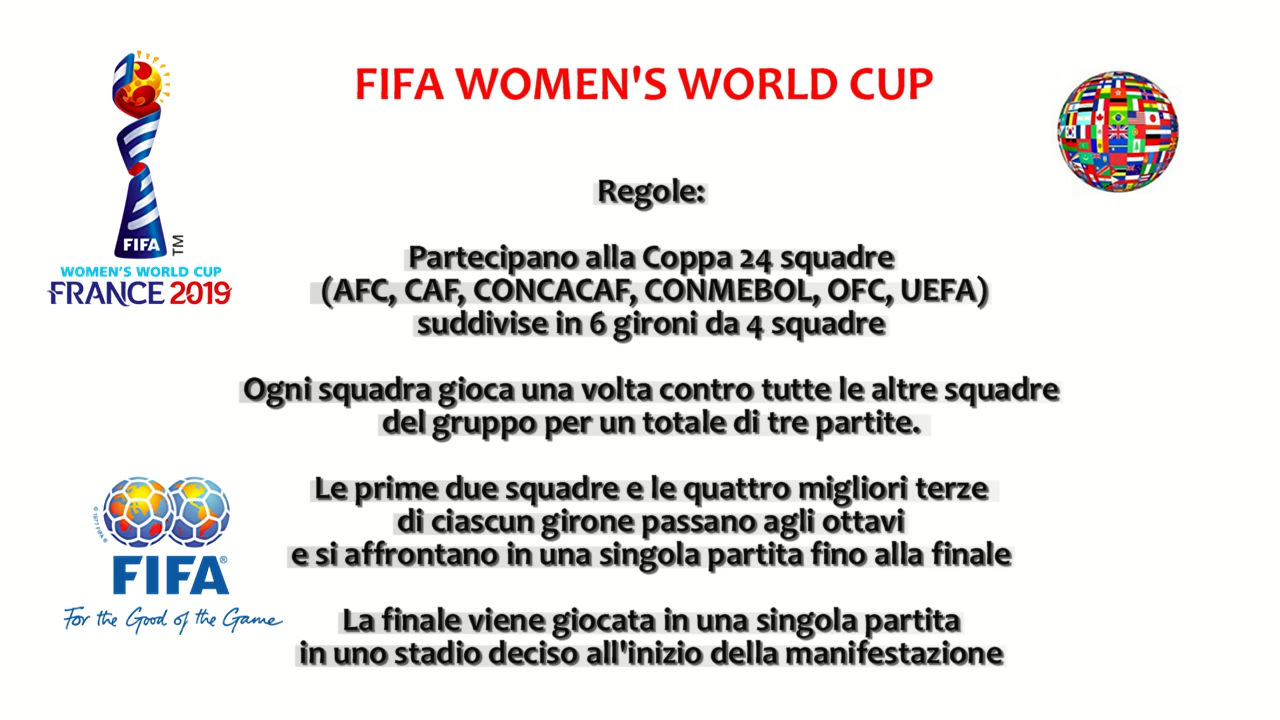 FIFA WOMEN'S WORLD CUP
FIFA
TM
WOMEN'S WORLD CUP
FRANCE 2019
Regole:
Partecipano alla Coppa 24 squadre
(AFC, CAF, CONCACAF, CONMEBOL, OFC, UEFA)
suddivise in 6 gironi da 4 squadre
Ogni squadra gioca una volta contro tutte le altre squadre
del gruppo per un totale di tre partite.
Le prime due squadre e le quattro migliori terze
di ciascun girone passano agli ottavi
e si affrontano in una singola partita fino alla finale
© 1977 FIFA ®
FIFA®
For the Good of the Game
La finale viene giocata in una singola partita
in uno stadio deciso all'inizio della manifestazione